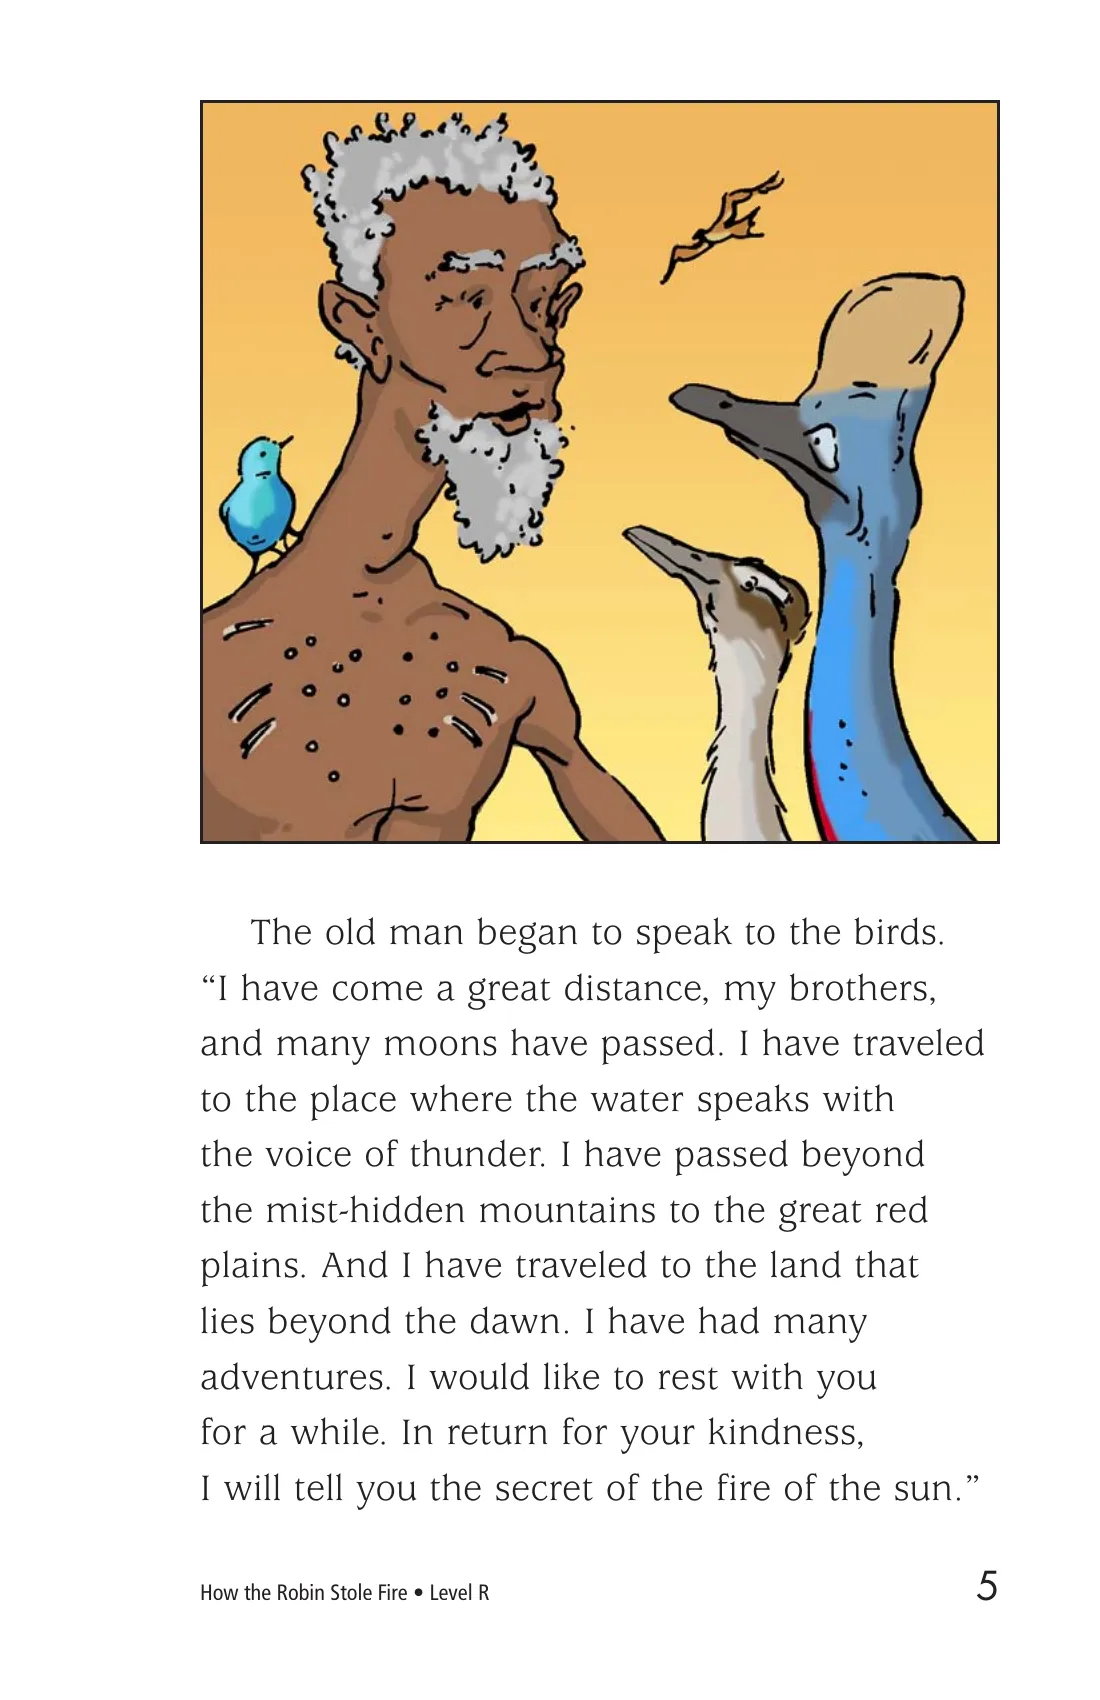 The old man began to speak to the birds.
“I have come a great distance, my brothers,
and many moons have passed. I have traveled
to the place where the water speaks with
the voice of thunder. I have passed beyond
the mist-hidden mountains to the great red
plains. And I have traveled to the land that
lies beyond the dawn. I have had many
adventures. I would like to rest with you
for a while. In return for your kindness,
I will tell you the secret of the fire of the sun.”
How the Robin Stole Fire • Level R
5